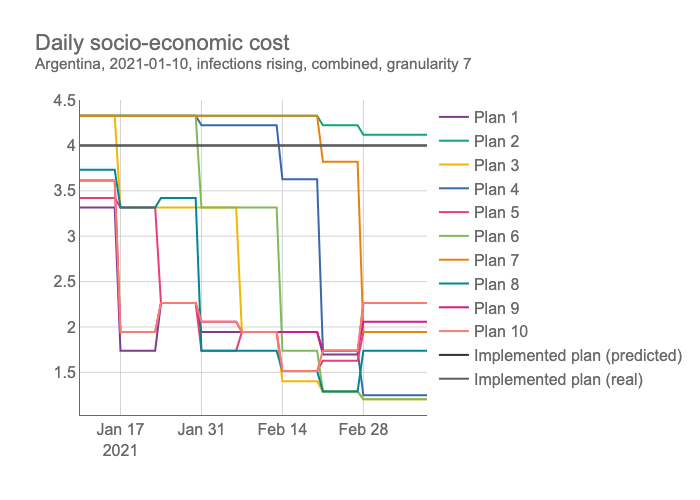 Daily socio-economic cost
Argentina, 2021-01-10, infections rising, combined, granularity 7
4.5
4
3.5
3
2.5
2
1.5
Jan 17
2021
Jan 31
Feb 14
Feb 28
Plan 1
Plan 2
Plan 3
Plan 4
Plan 5
Plan 6
Plan 7
Plan 8
Plan 9
Plan 10
Implemented plan (predicted)
Implemented plan (real)